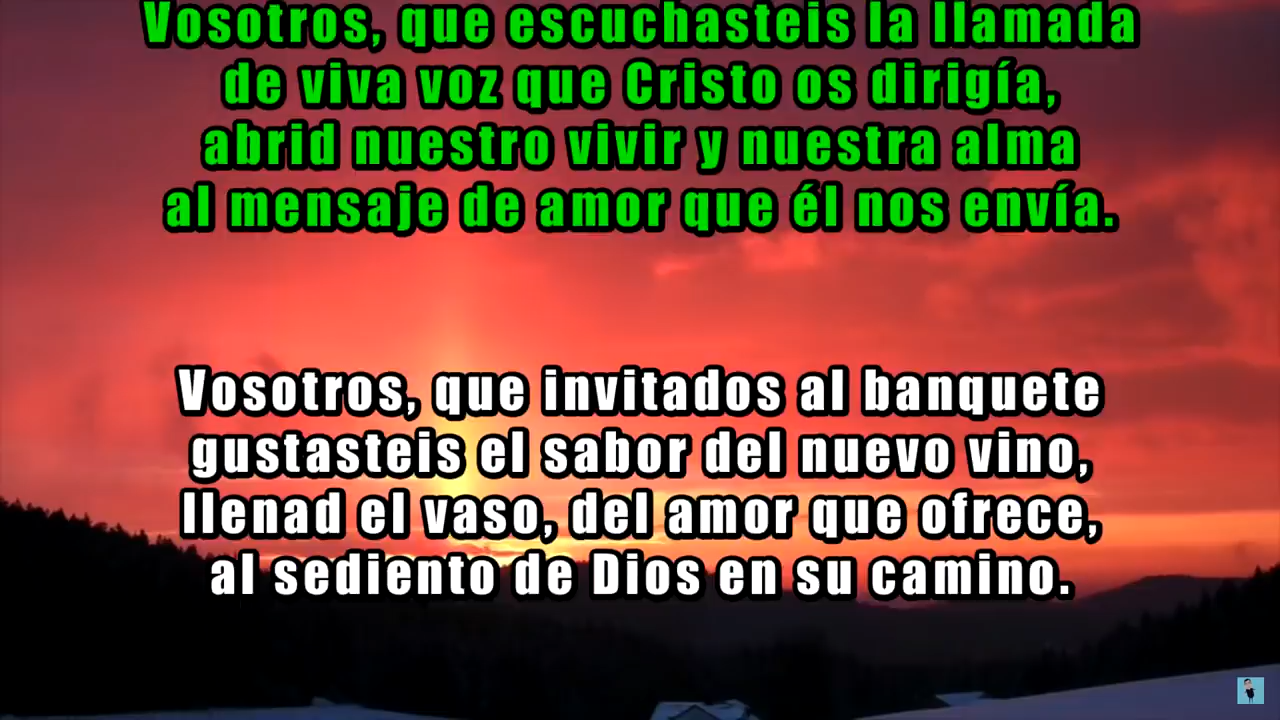 Vosotros, que escuchasteis la llamada
de viva voz que Cristo os dirigía,
abrid nuestro vivir y nuestra alma
al mensaje de amor que él nos envía.
Vosotros, que invitados al banquete
gustasteis el sabor del nuevo vino,
llenad el vaso, del amor que ofrece,
al sediento de Dios en su camino.